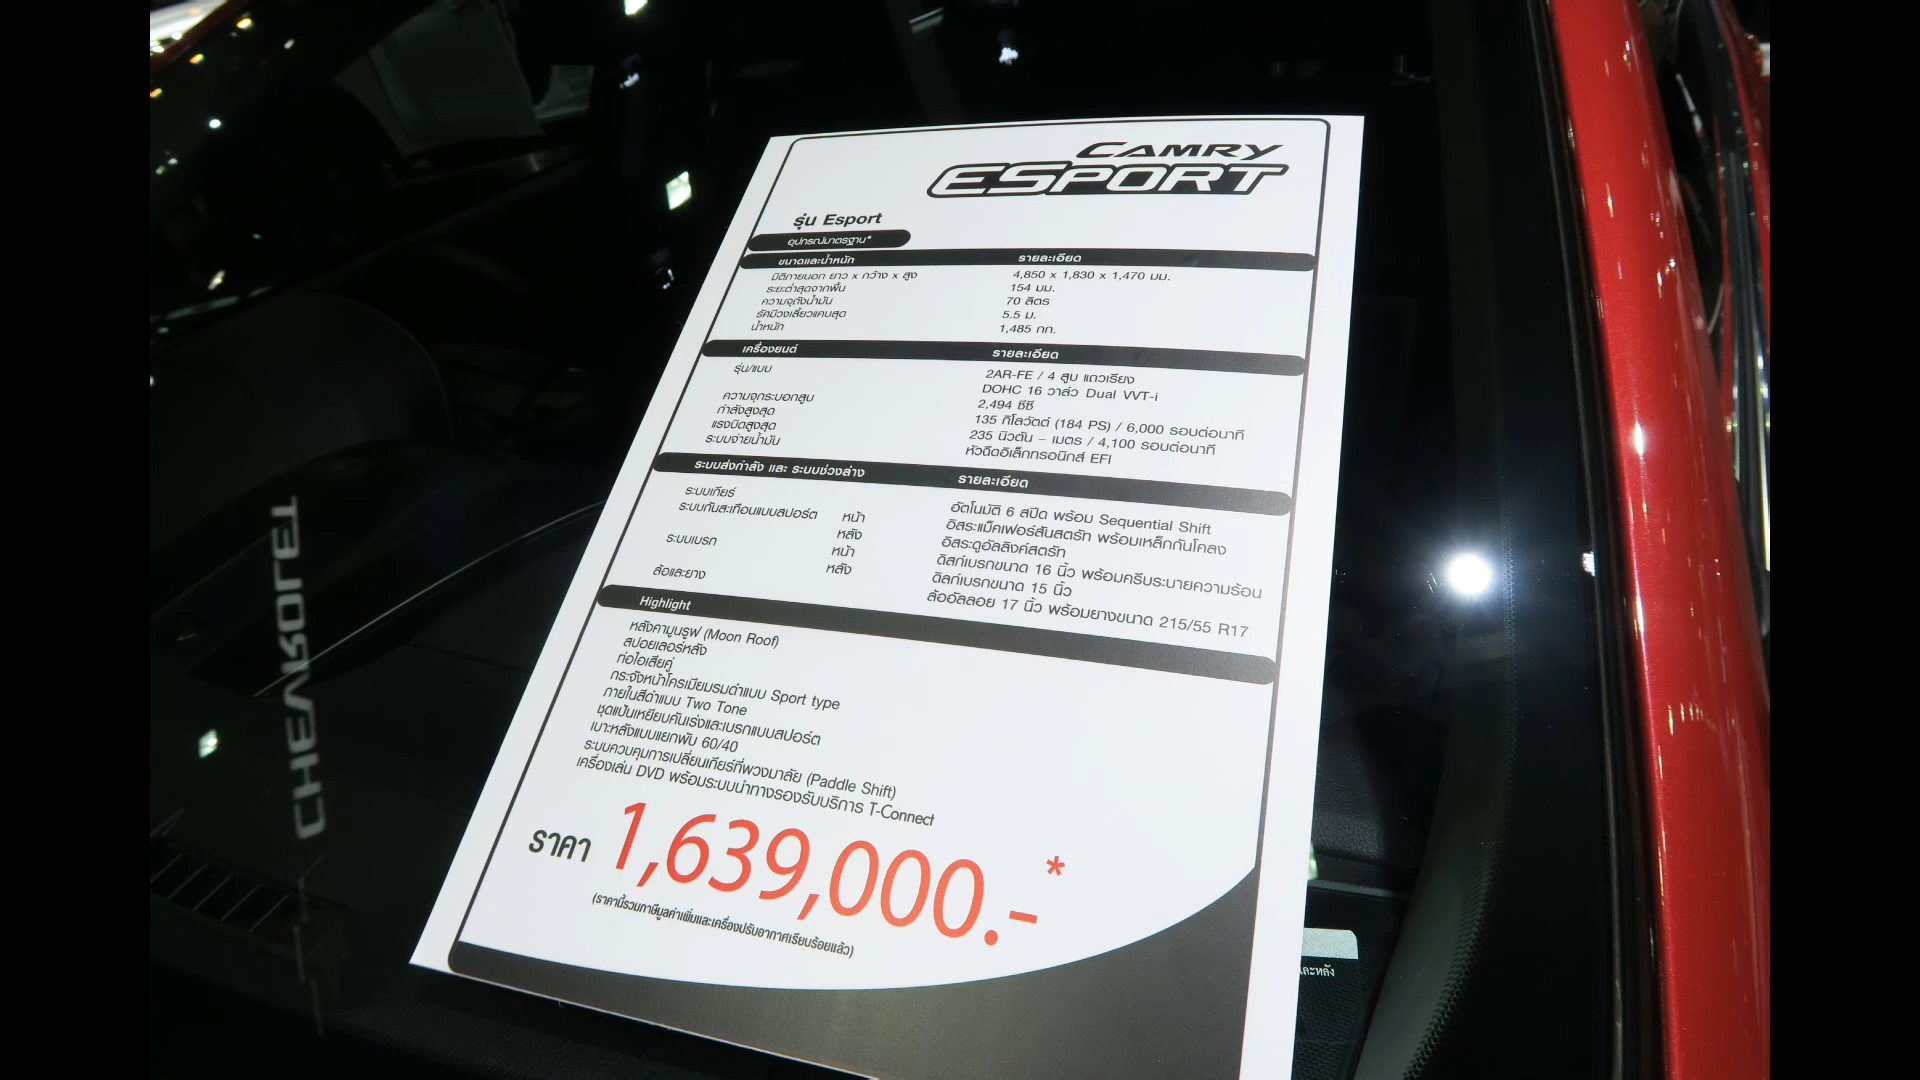 CAMRY
ESPORT
รุ่น Esport
อุปกรณ์มาตรฐาน*
ขนาดและน้ำหนัก รายละเอียด
มิติภายนอก ยาว x กว้าง x สูง 4,850 x 1,830 x 1,470 มม.
ระยะต่ำสุดจากพื้น 154 มม.
ความจุถังน้ำมัน 70 ลิตร
รัศมีวงเลี้ยวแคบสุด 5.5 ม.
น้ำหนัก 1,485 กก.
เครื่องยนต์ รายละเอียด
รุ่น/แบบ 2AR-FE / 4 สูบ แถวเรียง
DOHC 16 วาล์ว Dual VVT-i
ความจุกระบอกสูบ 2,494 ซีซี
กำลังสูงสุด 135 กิโลวัตต์ (184 PS) / 6,000 รอบต่อนาที
แรงบิดสูงสุด 235 นิวตัน – เมตร / 4,100 รอบต่อนาที
ระบบจ่ายน้ำมัน หัวฉีดอิเล็กทรอนิกส์ EFI
ระบบส่งกำลัง และ ระบบช่วงล่าง รายละเอียด
ระบบเกียร์ อัตโนมัติ 6 สปีด พร้อม Sequential Shift
ระบบกันสะเทือนแบบสปอร์ต หน้า อิสระแม็คเฟอร์สันสตรัท พร้อมเหล็กกันโคลง
หลัง อิสระดูอัลลิงค์สตรัท
ระบบเบรก หน้า ดิสก์เบรกขนาด 16 นิ้ว พร้อมครีบระบายความร้อน
หลัง ดิสก์เบรกขนาด 15 นิ้ว
ล้อและยาง ล้ออัลลอย 17 นิ้ว พร้อมยางขนาด 215/55 R17
Highlight
หลังคามูนรูฟ (Moon Roof)
สปอยเลอร์หลัง
ท่อไอเสียคู่
กระจังหน้าโครเมียมรมดำแบบ Sport type
ภายในสีดำแบบ Two Tone
ชุดแป้นเหยียบคันเร่งและเบรกแบบสปอร์ต
เบาะหลังแบบแยกพับ 60/40
ระบบควบคุมการเปลี่ยนเกียร์ที่พวงมาลัย (Paddle Shift)
เครื่องเล่น DVD พร้อมระบบนำทางรองรับบริการ T-Connect
ราคา 1,639,000.-*
(ราคานี้รวมภาษีมูลค่าเพิ่มและเครื่องปรับอากาศเรียบร้อยแล้ว)
CHEVROLET
และหลัง